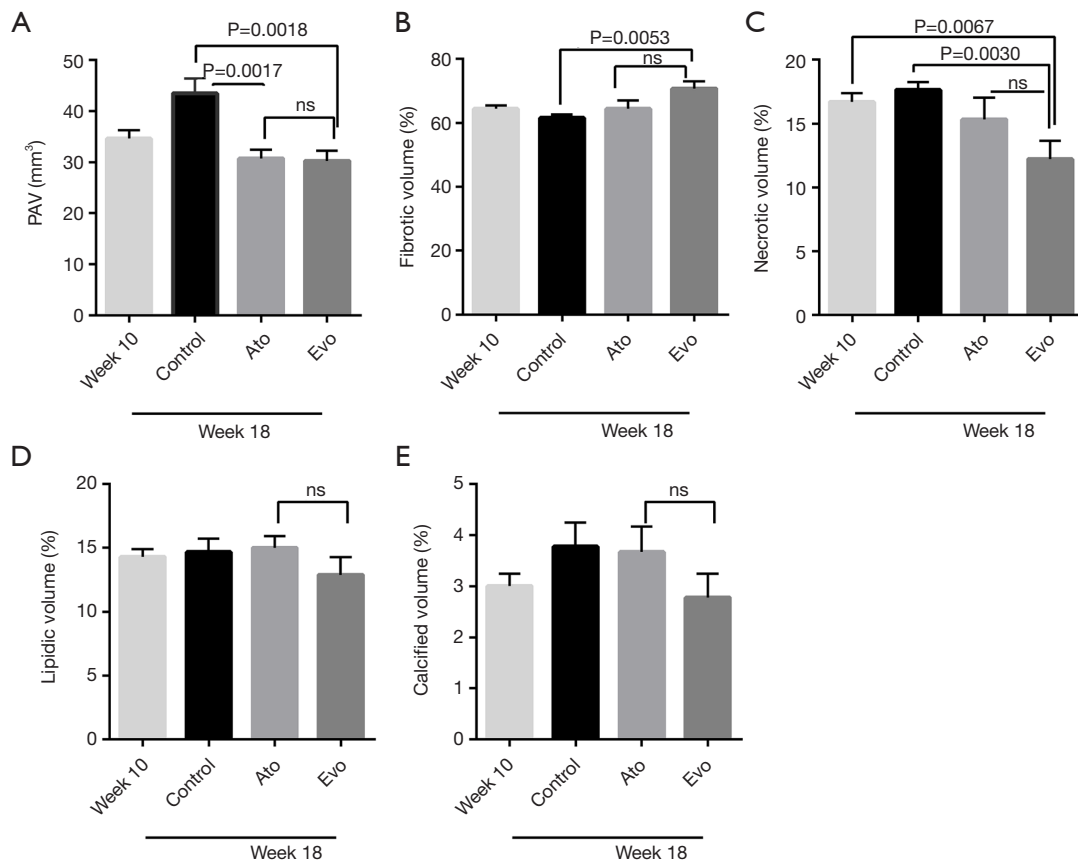 A
P=0.0018
P=0.0017
ns
PAV (mm³)
50
40
30
20
10
0
Week 10
Control
Ato
Evo
Week 18
B
P=0.0053
ns
Fibrotic volume (%)
80
60
40
20
0
Week 10
Control
Ato
Evo
Week 18
C
P=0.0067
P=0.0030
ns
Necrotic volume (%)
20
15
10
5
0
Week 10
Control
Ato
Evo
Week 18
D
ns
Lipidic volume (%)
20
15
10
5
0
Week 10
Control
Ato
Evo
Week 18
E
ns
Calcified volume (%)
5
4
3
2
1
0
Week 10
Control
Ato
Evo
Week 18